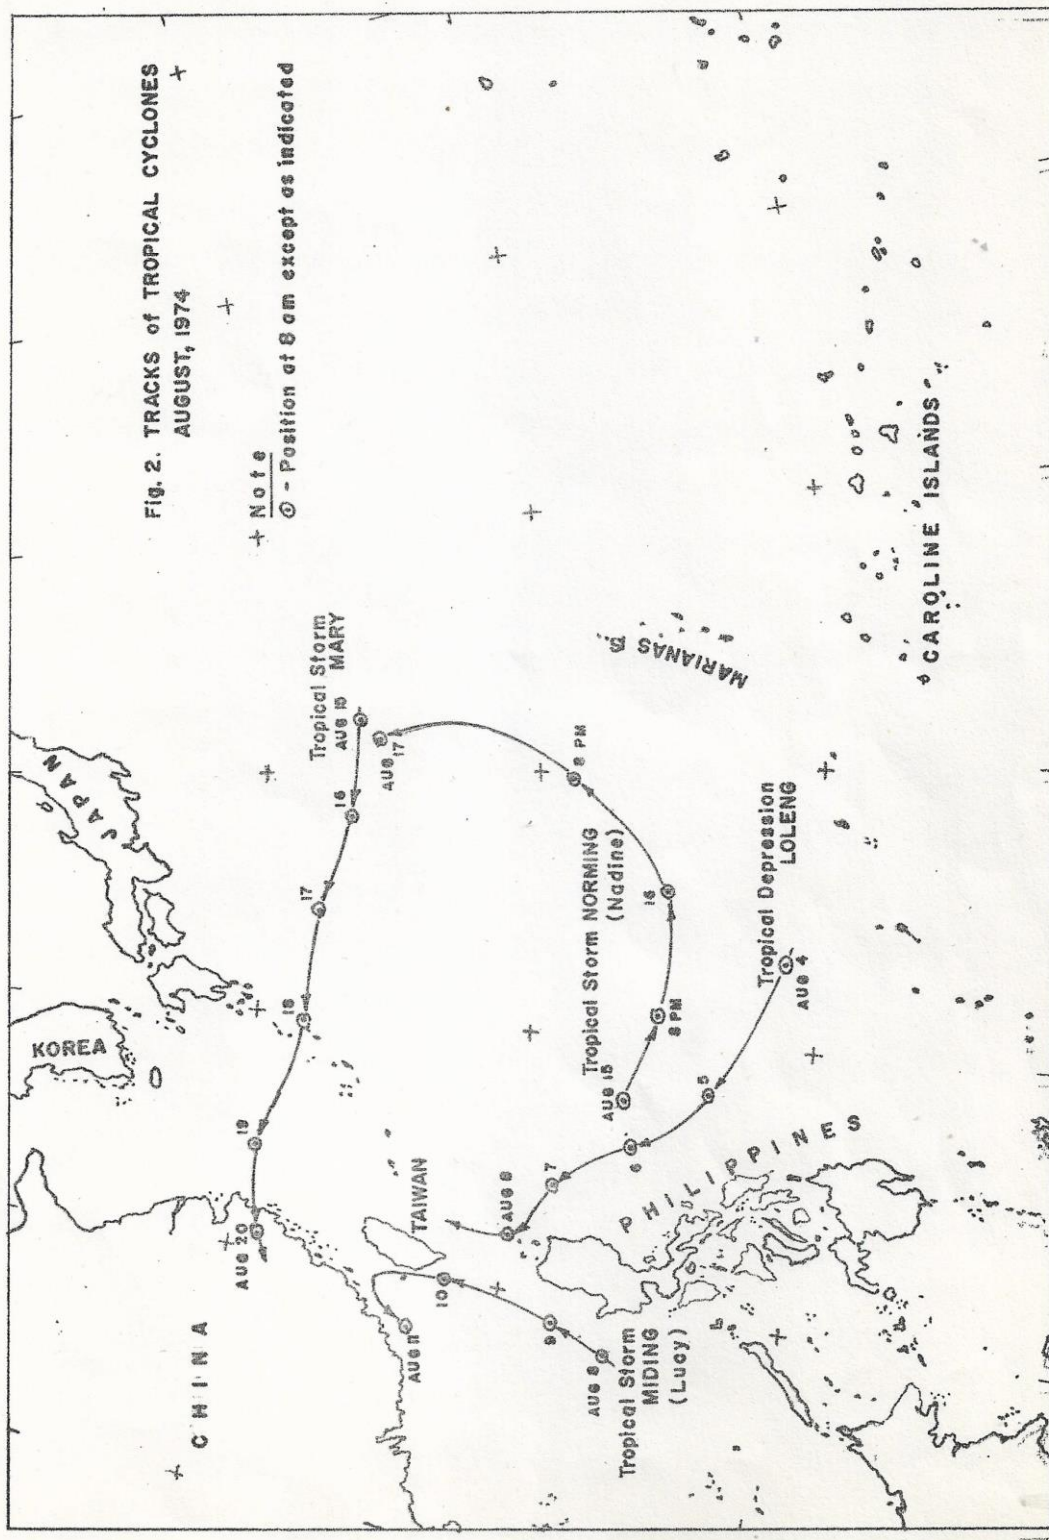 Fig. 2. TRACKS of TROPICAL CYCLONES
AUGUST, 1974
Note
⊙ - Position at 8 am except as indicated
JAPAN
KOREA
CHINA
Tropical Storm
MARY
AUG 15
16
17
18
19
AUG 20
AUG 17
8 PM
16
8 PM
AUG 15
Tropical Storm NORMING
(Nadine)
MARIANAS
TAIWAN
Tropical Depression
LOLENG
AUG 4
5
6
7
AUG 8
PHILIPPINES
CAROLINE ISLANDS
AUG 11
10
9
AUG 8
Tropical Storm
MIDING
(Lucy)